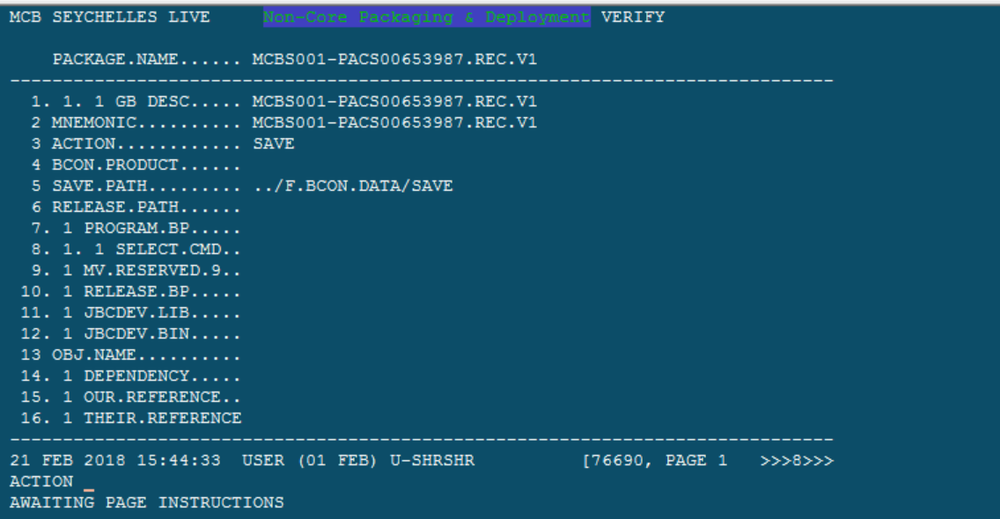 MCB SEYCHELLES LIVE Non-Core Packaging & Deployment VERIFY
PACKAGE.NAME...... MCBS001-PACS00653987.REC.V1
------------------------------------------------------------------------------
1. 1. 1 GB DESC..... MCBS001-PACS00653987.REC.V1
2 MNEMONIC.......... MCBS001-PACS00653987.REC.V1
3 ACTION............ SAVE
4 BCON.PRODUCT......
5 SAVE.PATH......... ../F.BCON.DATA/SAVE
6 RELEASE.PATH......
7. 1 PROGRAM.BP.....
8. 1. 1 SELECT.CMD..
9. 1 MV.RESERVED.9..
10. 1 RELEASE.BP.....
11. 1 JBCDEV.LIB.....
12. 1 JBCDEV.BIN.....
13 OBJ.NAME..........
14. 1 DEPENDENCY.....
15. 1 OUR.REFERENCE..
16. 1 THEIR.REFERENCE
------------------------------------------------------------------------------
21 FEB 2018 15:44:33 USER (01 FEB) U-SHRSHR [76690, PAGE 1 >>>8>>>
ACTION _
AWAITING PAGE INSTRUCTIONS